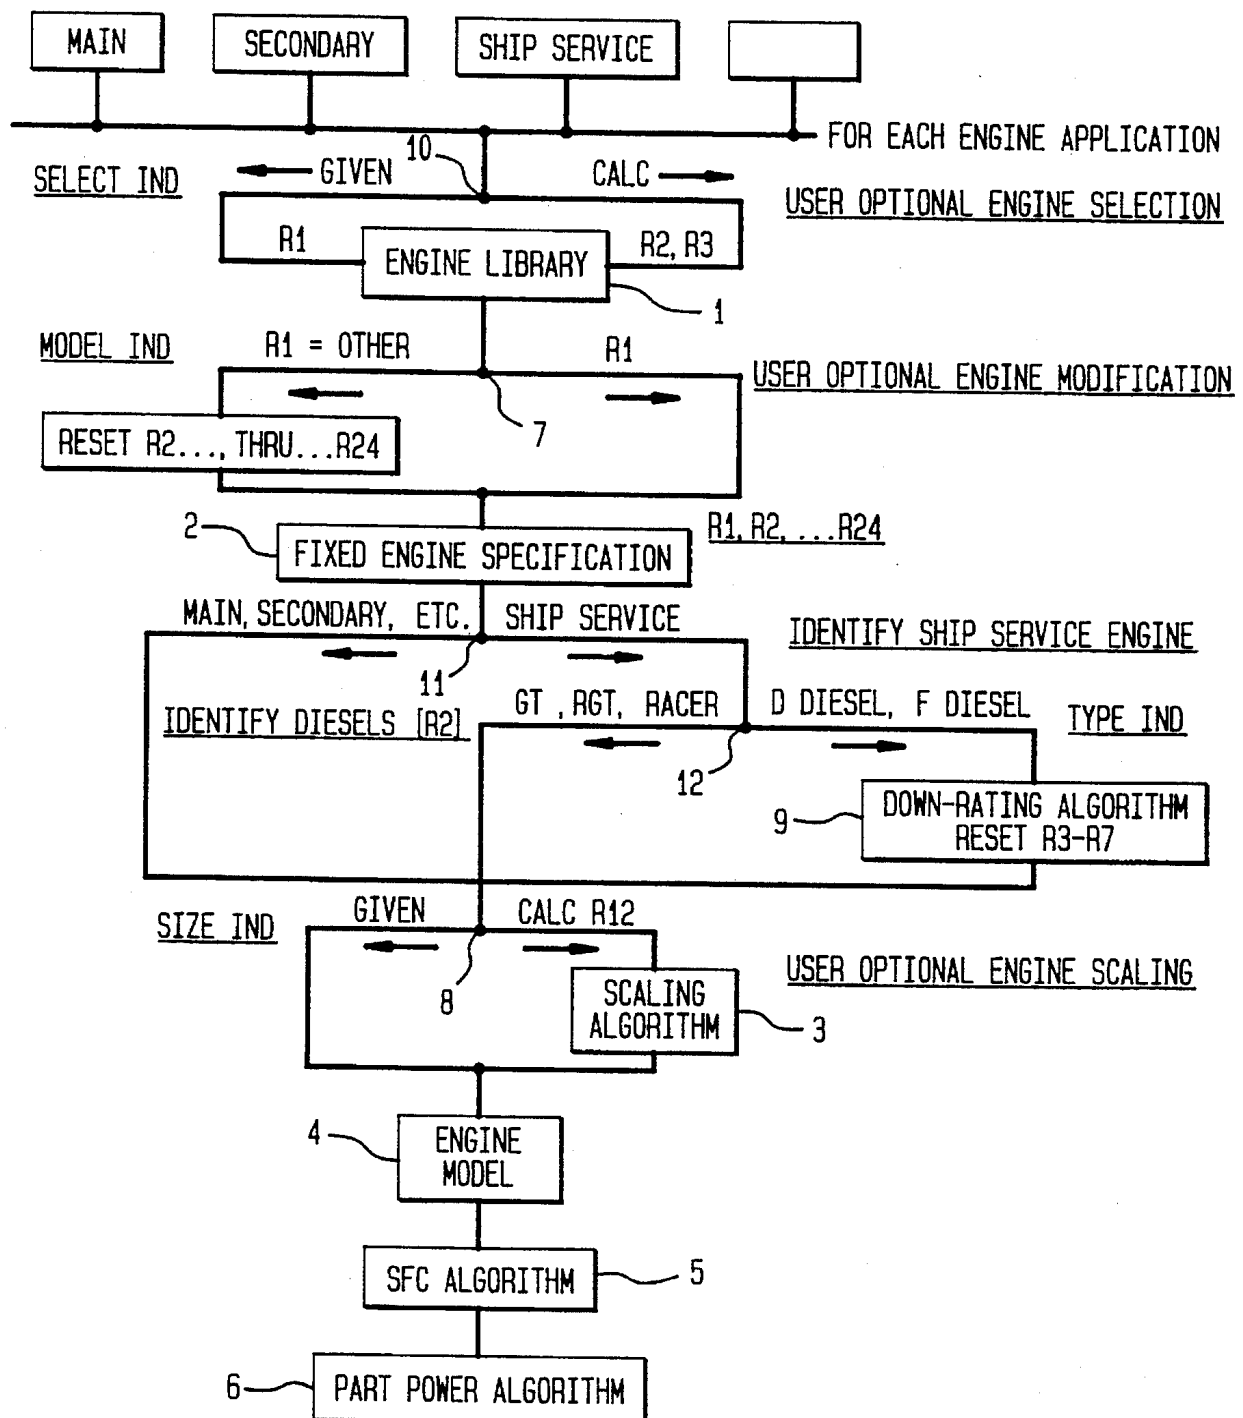 MAIN
SECONDARY
SHIP SERVICE
FOR EACH ENGINE APPLICATION
10
GIVEN
CALC
SELECT IND
USER OPTIONAL ENGINE SELECTION
R1
ENGINE LIBRARY
R2, R3
1
MODEL IND
R1 = OTHER
R1
USER OPTIONAL ENGINE MODIFICATION
7
RESET R2..., THRU...R24
2
FIXED ENGINE SPECIFICATION
R1, R2, ...R24
MAIN, SECONDARY, ETC.
SHIP SERVICE
IDENTIFY SHIP SERVICE ENGINE
11
IDENTIFY DIESELS [R2]
GT , RGT, RACER
D DIESEL, F DIESEL
TYPE IND
12
9
DOWN-RATING ALGORITHM
RESET R3-R7
SIZE IND
GIVEN
CALC R12
8
USER OPTIONAL ENGINE SCALING
SCALING
ALGORITHM
3
4
ENGINE
MODEL
SFC ALGORITHM
5
6
PART POWER ALGORITHM